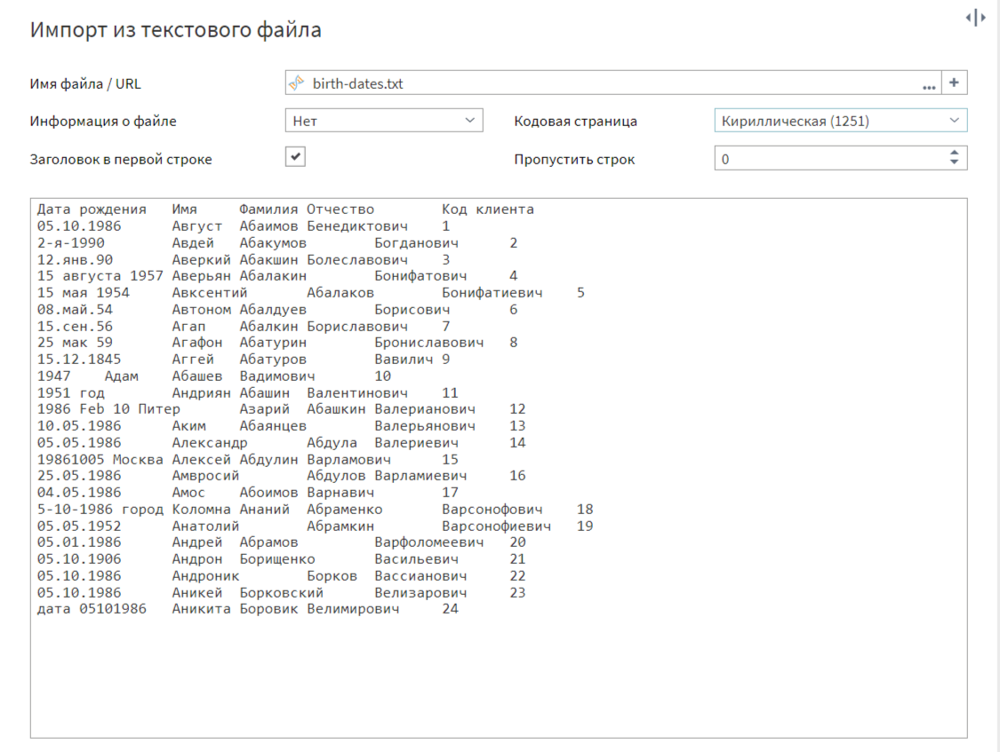 Импорт из текстового файла
Имя файла / URL birth-dates.txt ... +
Информация о файле Нет Кодовая страница Кириллическая (1251)
Заголовок в первой строке Пропустить строк 0
Дата рождения Имя Фамилия Отчество Код клиента
05.10.1986 Август Абаимов Бенедиктович 1
2-я-1990 Авдей Абакумов Богданович 2
12.янв.90 Аверкий Абакшин Болеславович 3
15 августа 1957 Аверьян Абалакин Бонифатович 4
15 мая 1954 Авксентий Абалаков Бонифатиевич 5
08.май.54 Автоном Абалдуев Борисович 6
15.сен.56 Агап Абалкин Бориславович 7
25 мак 59 Агафон Абатурин Брониславович 8
15.12.1845 Аггей Абатуров Вавилич 9
1947 Адам Абашев Вадимович 10
1951 год Андриян Абашин Валентинович 11
1986 Feb 10 Питер Азарий Абашкин Валерианович 12
10.05.1986 Аким Абаянцев Валерьянович 13
05.05.1986 Александр Абдула Валериевич 14
19861005 Москва Алексей Абдулин Варламович 15
25.05.1986 Амвросий Абдулов Варламиевич 16
04.05.1986 Амос Абоимов Варнавич 17
5-10-1986 город Коломна Ананий Абраменко Варсонофович 18
05.05.1952 Анатолий Абрамкин Варсонофиевич 19
05.01.1986 Андрей Абрамов Варфоломеевич 20
05.10.1906 Андрон Борищенко Васильевич 21
05.10.1986 Андроник Борков Вассианович 22
05.10.1986 Аникей Борковский Велизарович 23
дата 05101986 Аникита Боровик Велимирович 24